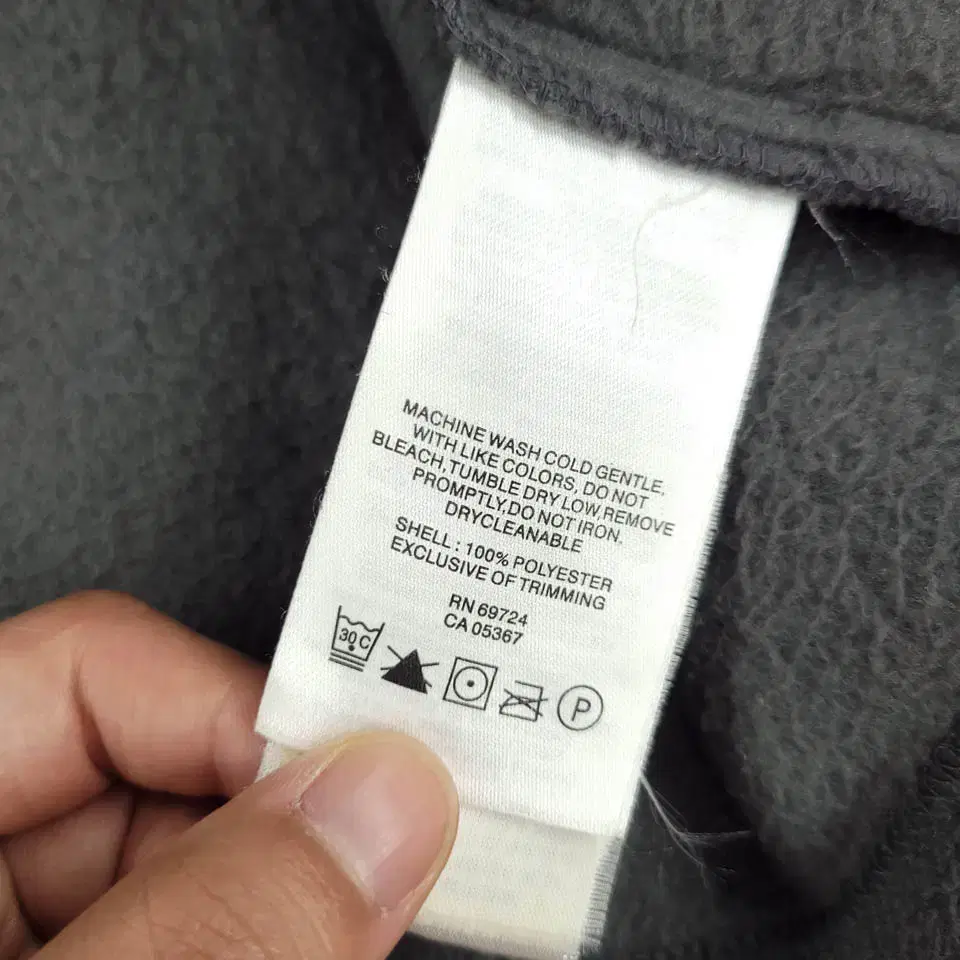 MACHINE WASH COLD GENTLE,
WITH LIKE COLORS, DO NOT
BLEACH, TUMBLE DRY LOW, REMOVE
PROMPTLY, DO NOT IRON,
DRYCLEANABLE
SHELL : 100% POLYESTER
EXCLUSIVE OF TRIMMING
RN 69724
CA 05367
30 C
P